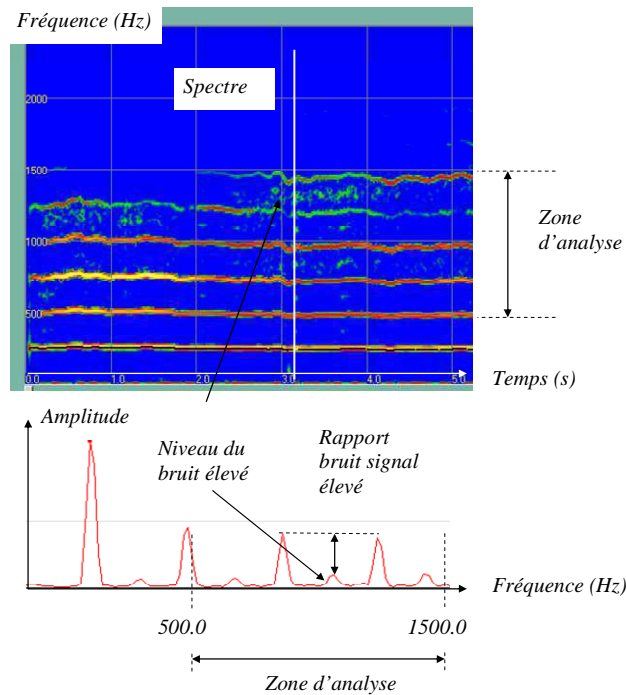 Fréquence (Hz)
Spectre
2000
1500
1000
500
0.0
1.0
2.0
3.0
4.0
5.0
Zone
d'analyse
Temps (s)
Amplitude
Niveau du
bruit élevé
Rapport
bruit signal
élevé
Fréquence (Hz)
500.0
1500.0
Zone d'analyse